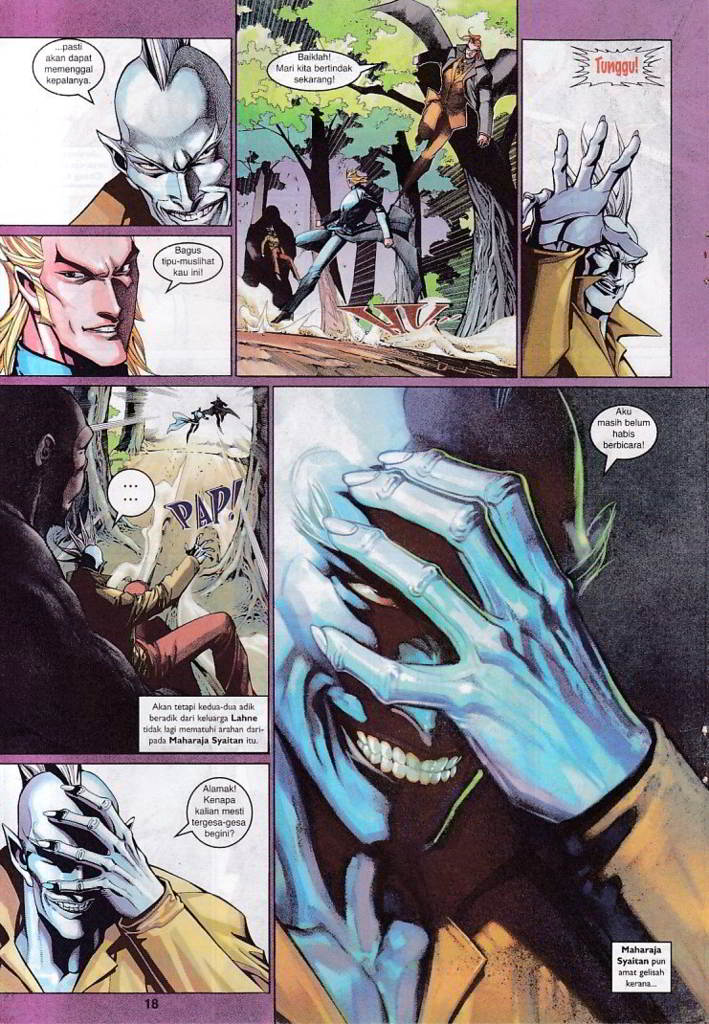 ...pasti
akan dapat
memenggal
kepalanya.
Bagus
tipu-muslihat
kau ini!
Baiklah!
Mari kita bertindak
sekarang!
VU
Tunggu!
...
...
PAP!
Akan tetapi kedua-dua adik
beradik dari keluarga Lahne
tidak lagi mematuhi arahan dari-
pada Maharaja Syaitan itu.
Alamak!
Kenapa
kalian mesti
tergesa-gesa
begini?
Aku
masih belum
habis
berbicara!
Maharaja
Syaitan pun
amat gelisah
kerana...
18